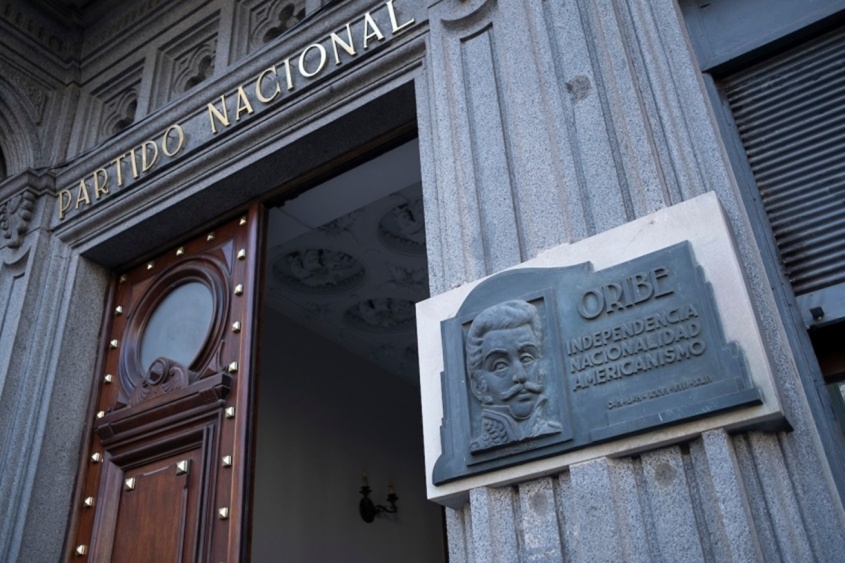 PARTIDO NACIONAL
ORIBE
INDEPENDENCIA
NACIONALIDAD
AMERICANISMO